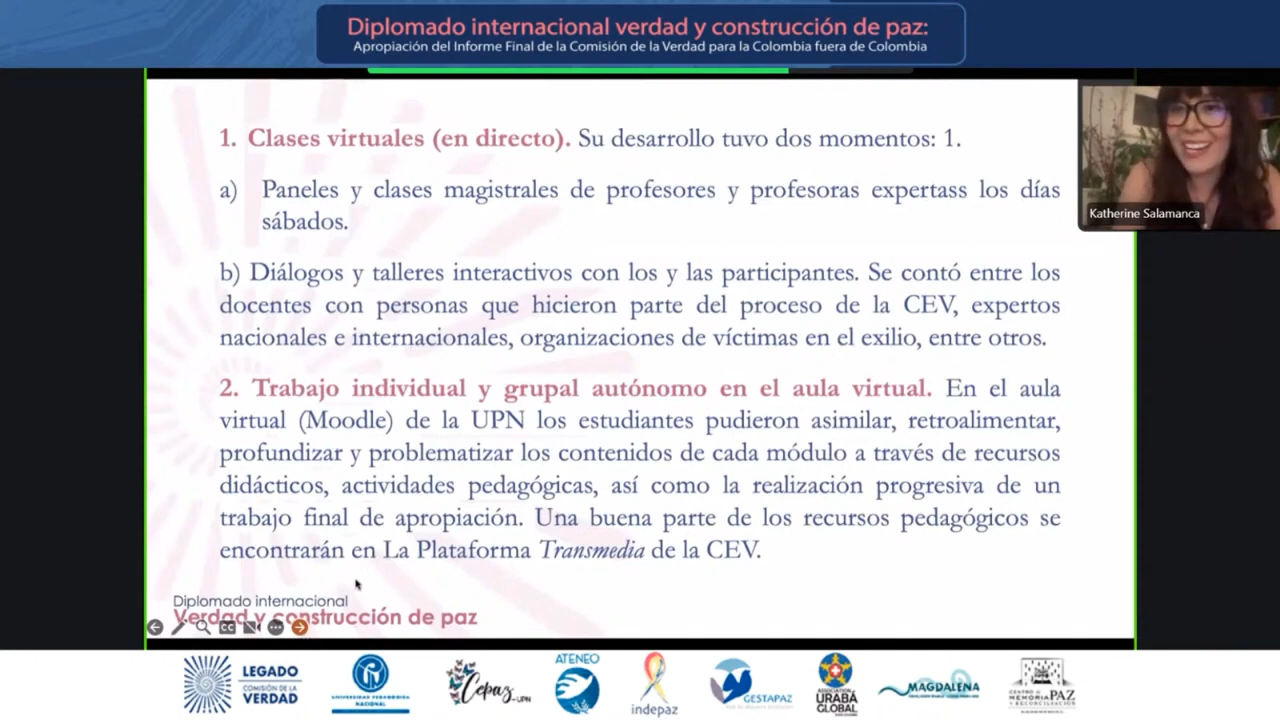 Diplomado internacional verdad y construcción de paz:
Apropiación del Informe Final de la Comisión de la Verdad para la Colombia fuera de Colombia
1. Clases virtuales (en directo). Su desarrollo tuvo dos momentos: 1.
a) Paneles y clases magistrales de profesores y profesoras expertass los días
sábados.
b) Diálogos y talleres interactivos con los y las participantes. Se contó entre los
docentes con personas que hicieron parte del proceso de la CEV, expertos
nacionales e internacionales, organizaciones de víctimas en el exilio, entre otros.
2. Trabajo individual y grupal autónomo en el aula virtual. En el aula
virtual (Moodle) de la UPN los estudiantes pudieron asimilar, retroalimentar,
profundizar y problematizar los contenidos de cada módulo a través de recursos
didácticos, actividades pedagógicas, así como la realización progresiva de un
trabajo final de apropiación. Una buena parte de los recursos pedagógicos se
encontrarán en La Plataforma Transmedia de la CEV.
Katherine Salamanca
Diplomado internacional
Verdad y construcción de paz
CC
LEGADO
COMISIÓN DE LA
VERDAD
UNIVERSIDAD PEDAGOGICA
NACIONAL
Cepaz UPN
ATENEO
indepaz
GESTAPAZ
ASSOCIATION
URABÁ
GLOBAL
MAGDALENA
CENTRO DE
MEMORIA PAZ
Y RECONCILIACIÓN